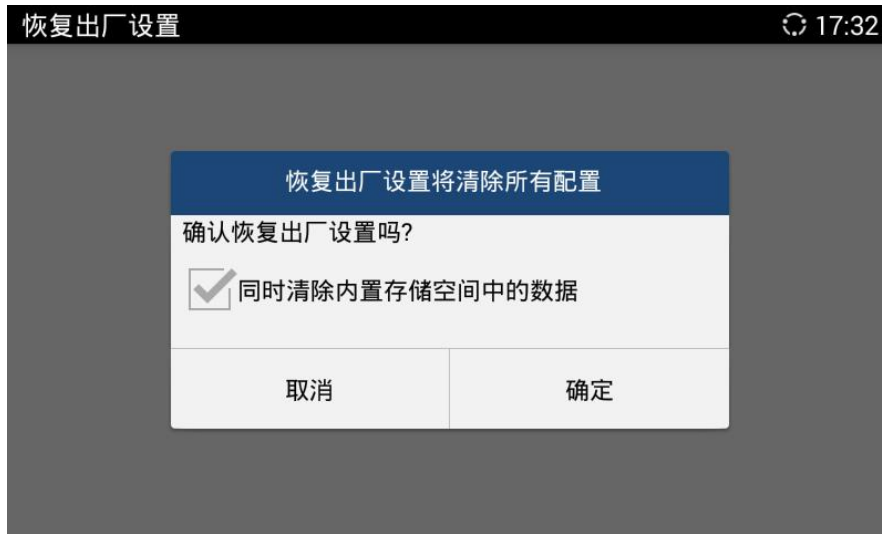 恢复出厂设置
17:32
恢复出厂设置将清除所有配置
确认恢复出厂设置吗?
同时清除内置存储空间中的数据
取消
确定